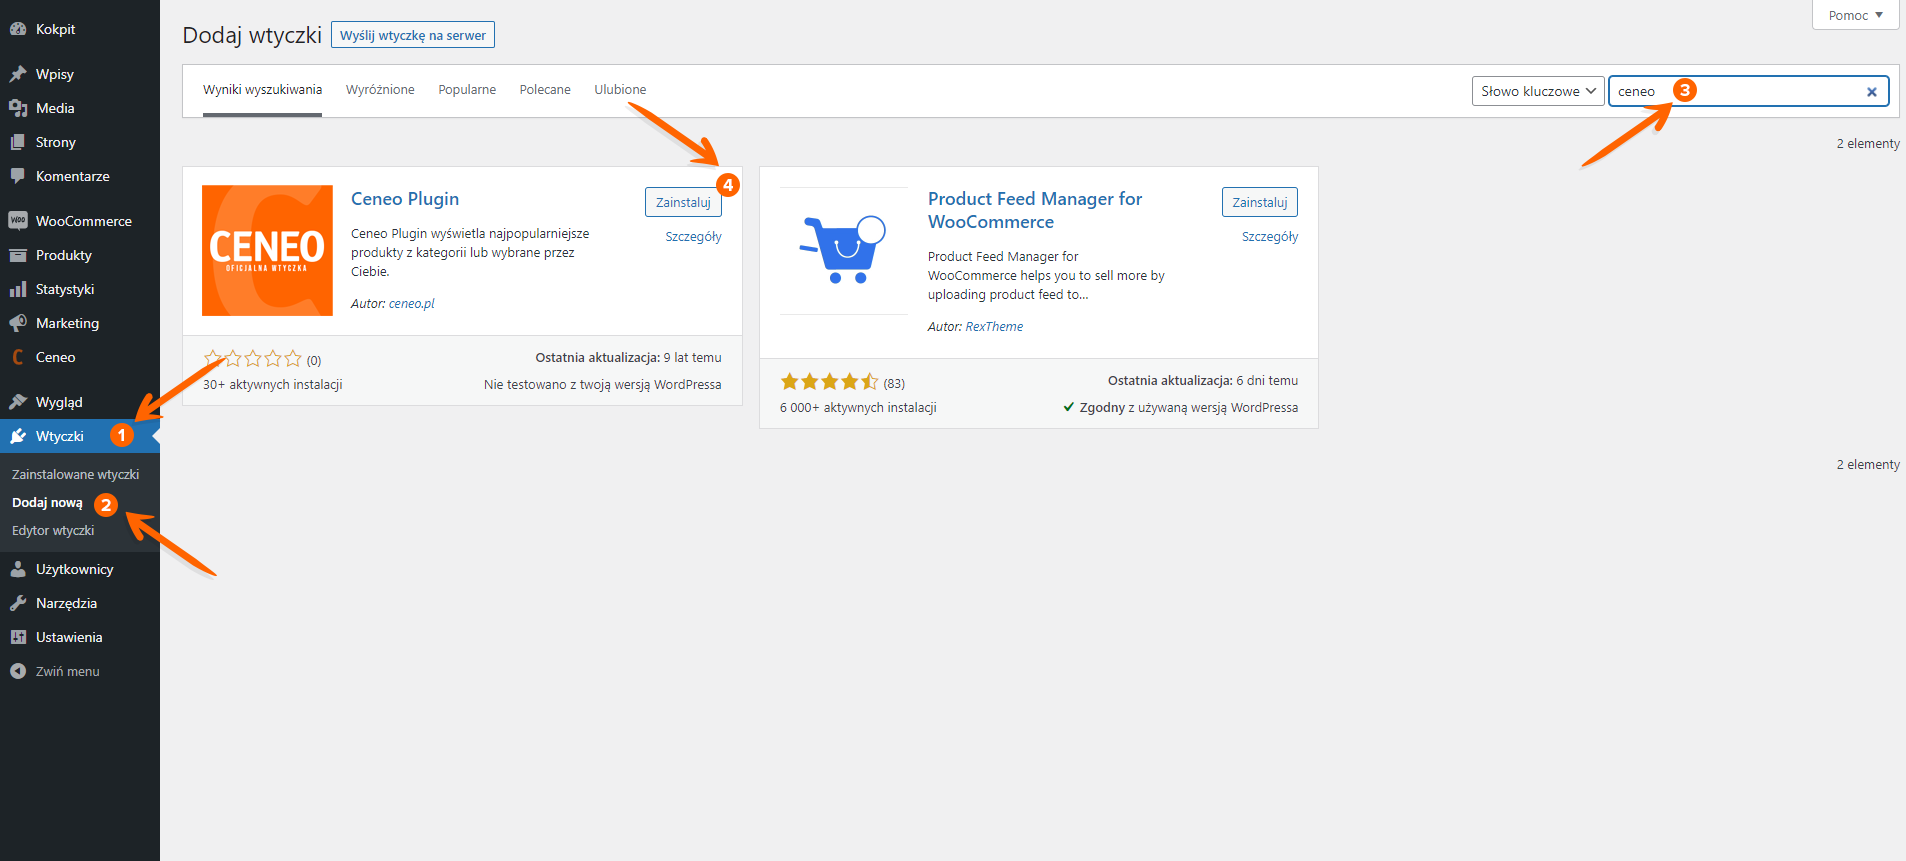 Kokpit
Wpisy
Media
Strony
Komentarze
WooCommerce
Produkty
Statystyki
Marketing
Ceneo
Wygląd
Wtyczki 1
Zainstalowane wtyczki
Dodaj nową 2
Edytor wtyczki
Użytkownicy
Narzędzia
Ustawienia
Zwiń menu
Pomoc
Dodaj wtyczki Wyślij wtyczkę na serwer
Wyniki wyszukiwania Wyróżnione Popularne Polecane Ulubione Słowo kluczowe ceneo 3
2 elementy
CENEO
OFICJALNA WTYCZKA
Ceneo Plugin
Zainstaluj 4
Szczegóły
Ceneo Plugin wyświetla najpopularniejsze
produkty z kategorii lub wybrane przez
Ciebie.
Autor: ceneo.pl
(0) Ostatnia aktualizacja: 9 lat temu
30+ aktywnych instalacji Nie testowano z twoją wersją WordPressa
Product Feed Manager for
WooCommerce
Zainstaluj
Szczegóły
Product Feed Manager for
WooCommerce helps you to sell more by
uploading product feed to...
Autor: RexTheme
(83) Ostatnia aktualizacja: 6 dni temu
6 000+ aktywnych instalacji Zgodny z używaną wersją WordPressa
2 elementy